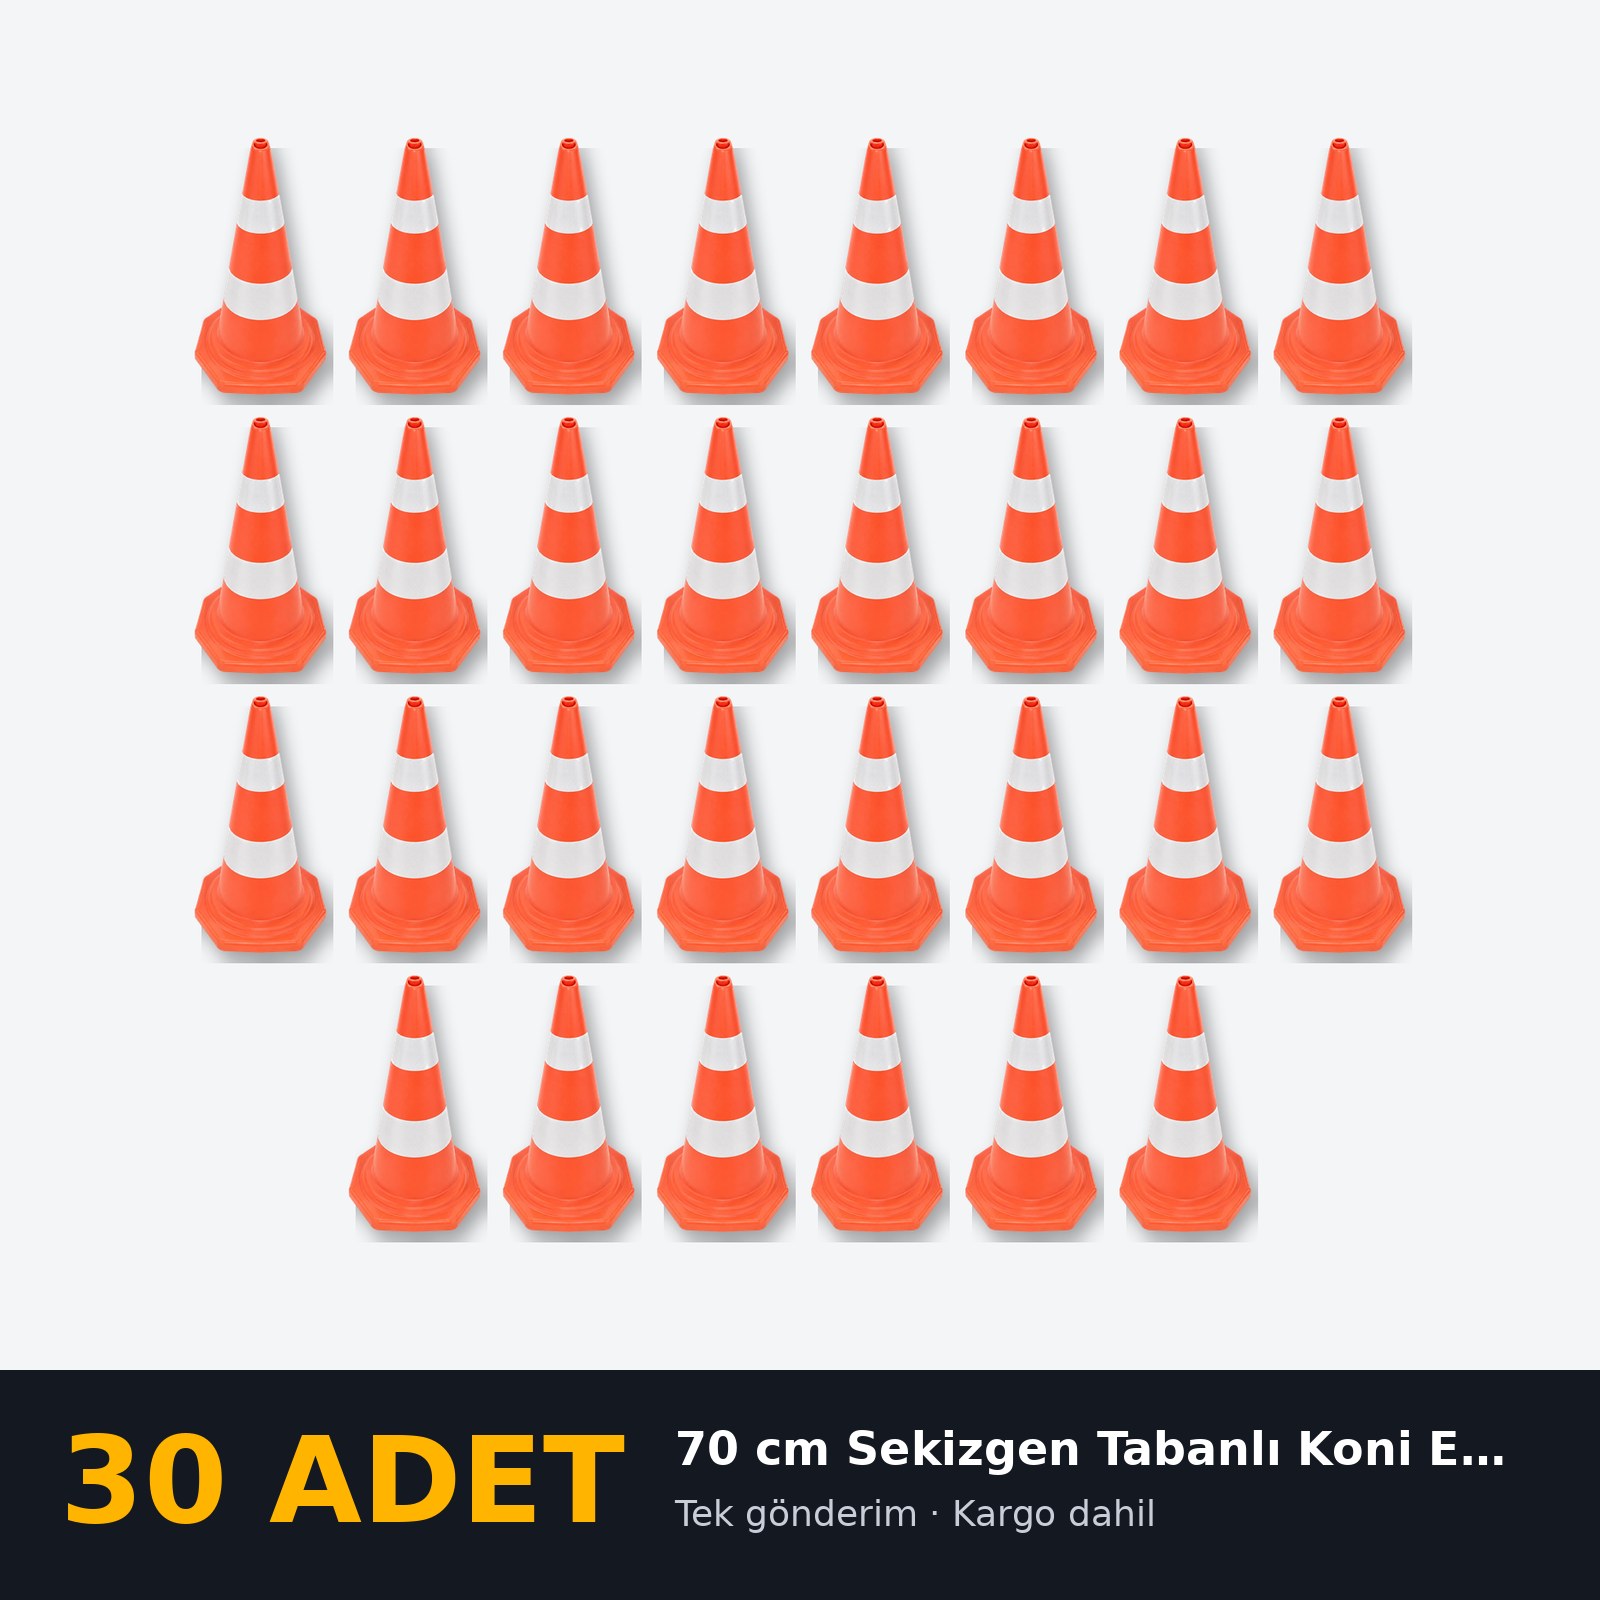 30 ADET
70 cm Sekizgen Tabanlı Koni E...
Tek gönderim · Kargo dahil